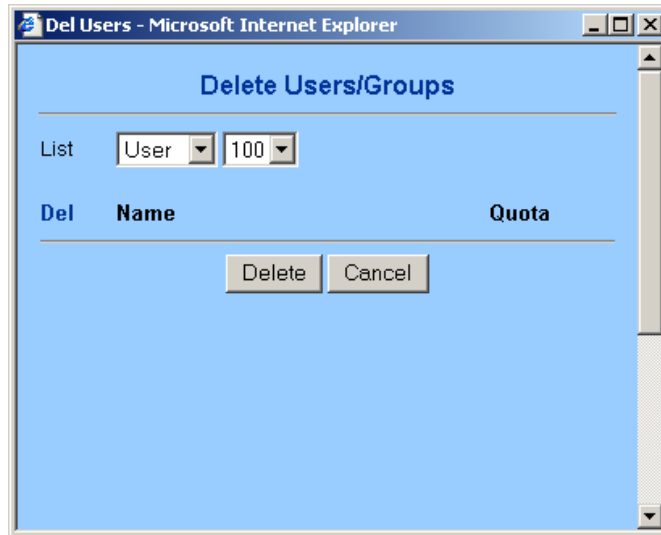 Del Users - Microsoft Internet Explorer
Delete Users/Groups
List User 100
Del Name Quota
Delete Cancel